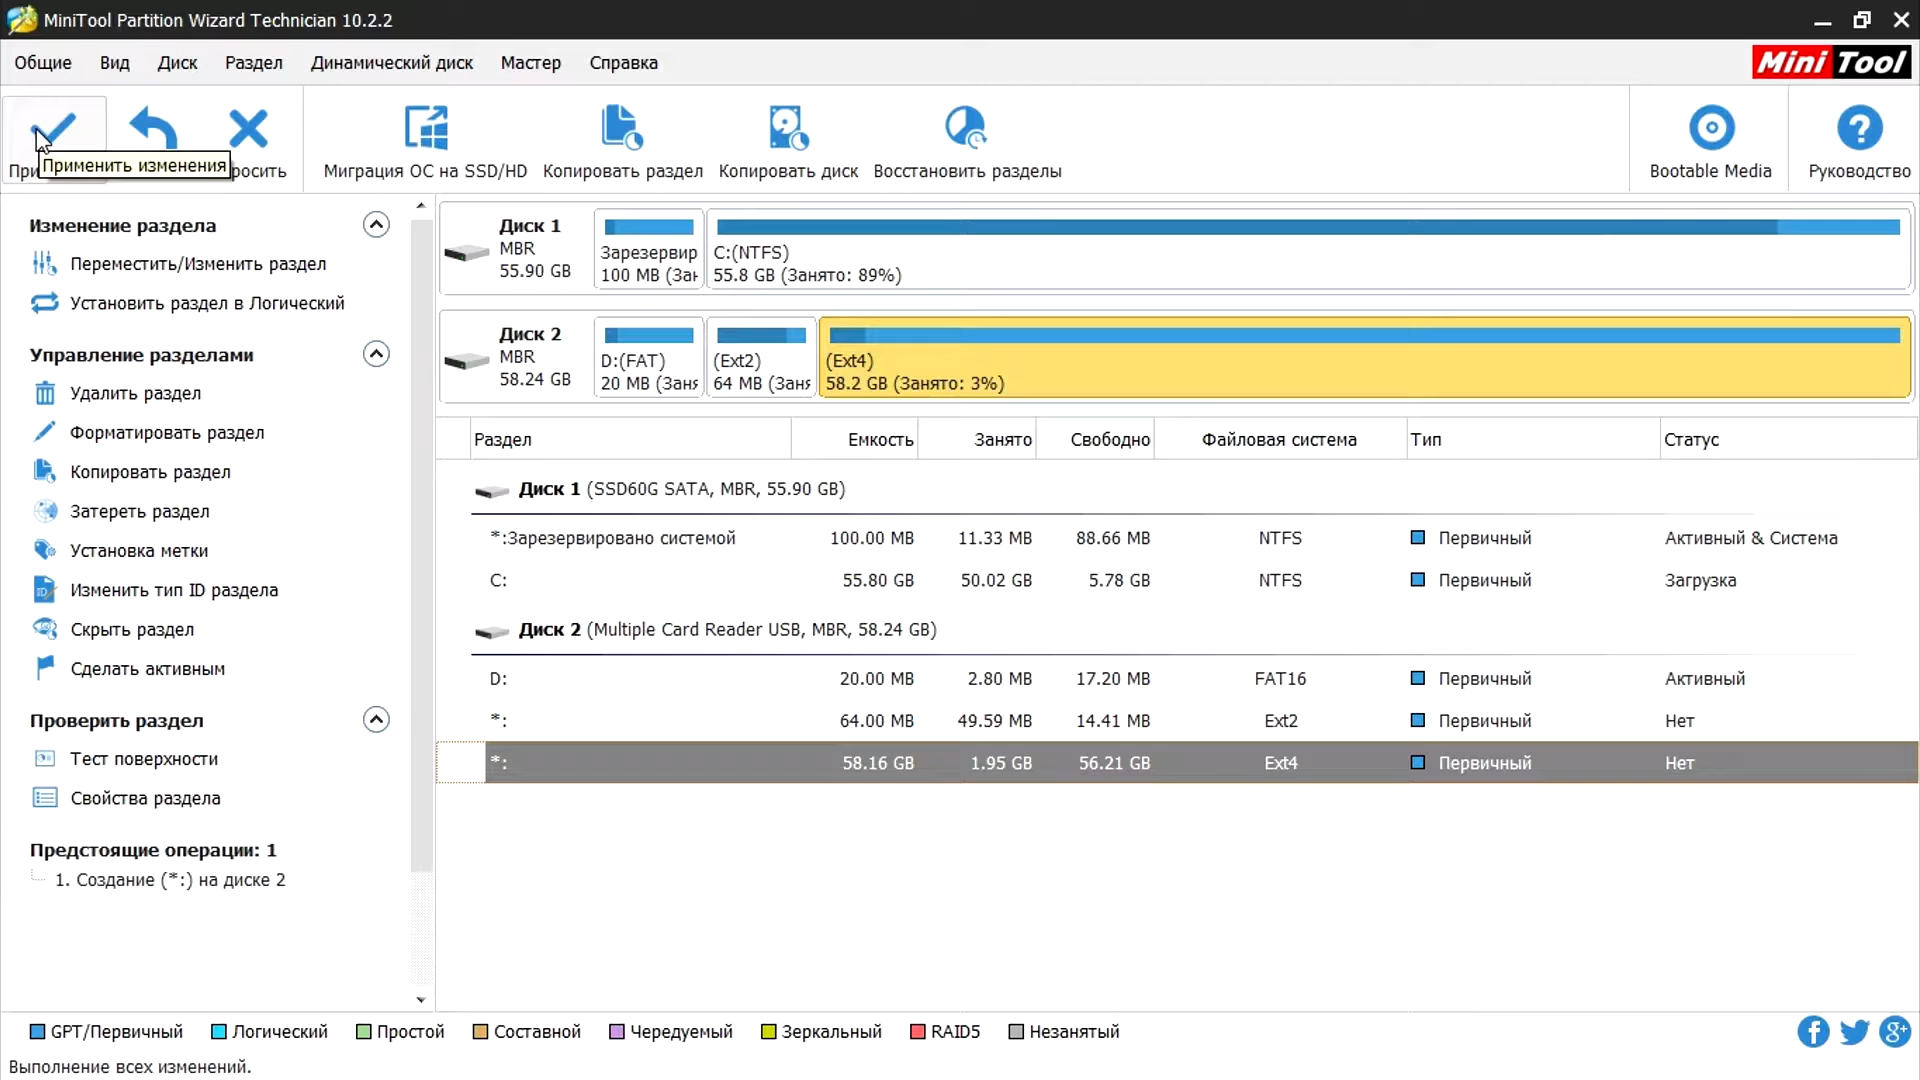 MiniTool Partition Wizard Technician 10.2.2
Общие Вид Диск Раздел Динамический диск Мастер Справка
Mini Tool
Применить изменения
Миграция ОС на SSD/HD Копировать раздел Копировать диск Восстановить разделы Bootable Media Руководство
Изменение раздела
Переместить/Изменить раздел
Установить раздел в Логический
Управление разделами
Удалить раздел
Форматировать раздел
Копировать раздел
Затереть раздел
Установка метки
Изменить тип ID раздела
Скрыть раздел
Сделать активным
Проверить раздел
Тест поверхности
Свойства раздела
Предстоящие операции: 1
1. Создание (*:) на диске 2
Диск 1
MBR
55.90 GB
Зарезервир
100 MB (Зан
C:(NTFS)
55.8 GB (Занято: 89%)
Диск 2
MBR
58.24 GB
D:(FAT)
20 MB (Заня
(Ext2)
64 MB (Заня
(Ext4)
58.2 GB (Занято: 3%)
Раздел Емкость Занято Свободно Файловая система Тип Статус
Диск 1 (SSD60G SATA, MBR, 55.90 GB)
*:Зарезервировано системой 100.00 MB 11.33 MB 88.66 MB NTFS Первичный Активный & Система
C: 55.80 GB 50.02 GB 5.78 GB NTFS Первичный Загрузка
Диск 2 (Multiple Card Reader USB, MBR, 58.24 GB)
D: 20.00 MB 2.80 MB 17.20 MB FAT16 Первичный Активный
*: 64.00 MB 49.59 MB 14.41 MB Ext2 Первичный Нет
*: 58.16 GB 1.95 GB 56.21 GB Ext4 Первичный Нет
GPT/Первичный Логический Простой Составной Чередуемый Зеркальный RAID5 Незанятый
Выполнение всех изменений.